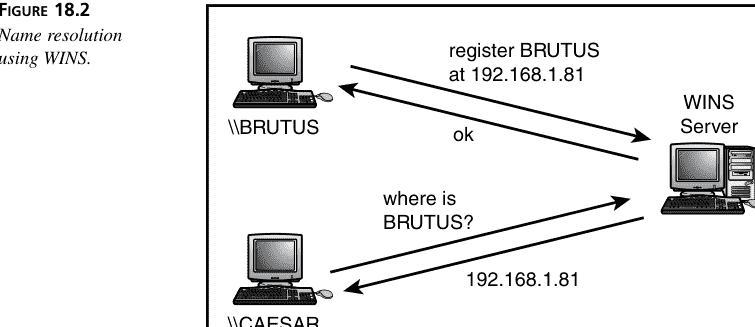 FIGURE 18.2
Name resolution
using WINS.
register BRUTUS
at 192.168.1.81
WINS
Server
\\BRUTUS
ok
where is
BRUTUS?
192.168.1.81
\\CAESAR